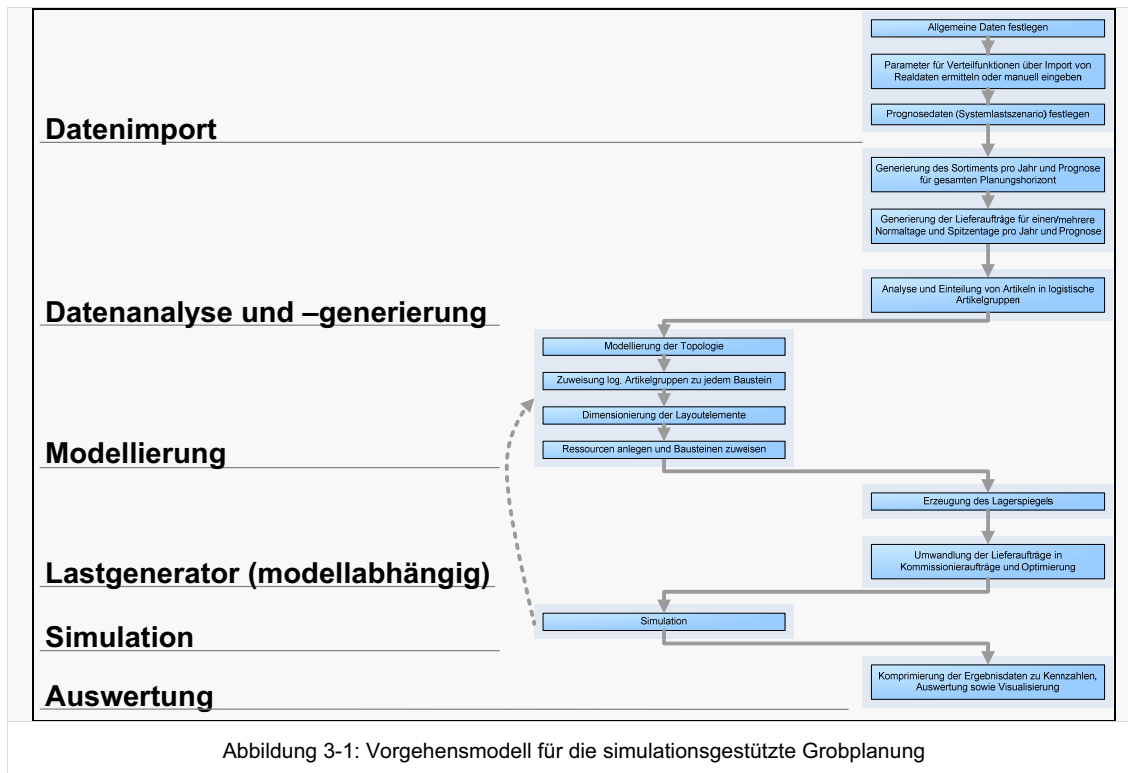 Allgemeine Daten festlegen
Parameter für Verteilfunktionen über Import von
Realdaten ermitteln oder manuell eingeben
Prognosedaten (Systemlastszenario) festlegen
Datenimport
Generierung des Sortiments pro Jahr und Prognose
für gesamten Planungshorizont
Generierung der Lieferaufträge für einen/mehrere
Normaltage und Spitzentage pro Jahr und Prognose
Analyse und Einteilung von Artikeln in logistische
Artikelgruppen
Datenanalyse und –generierung
Modellierung der Topologie
Zuweisung log. Artikelgruppen zu jedem Baustein
Dimensionierung der Layoutelemente
Ressourcen anlegen und Bausteinen zuweisen
Modellierung
Erzeugung des Lagerspiegels
Umwandlung der Lieferaufträge in
Kommissionieraufträge und Optimierung
Lastgenerator (modellabhängig)
Simulation
Simulation
Komprimierung der Ergebnisdaten zu Kennzahlen,
Auswertung sowie Visualisierung
Auswertung
Abbildung 3-1: Vorgehensmodell für die simulationsgestützte Grobplanung